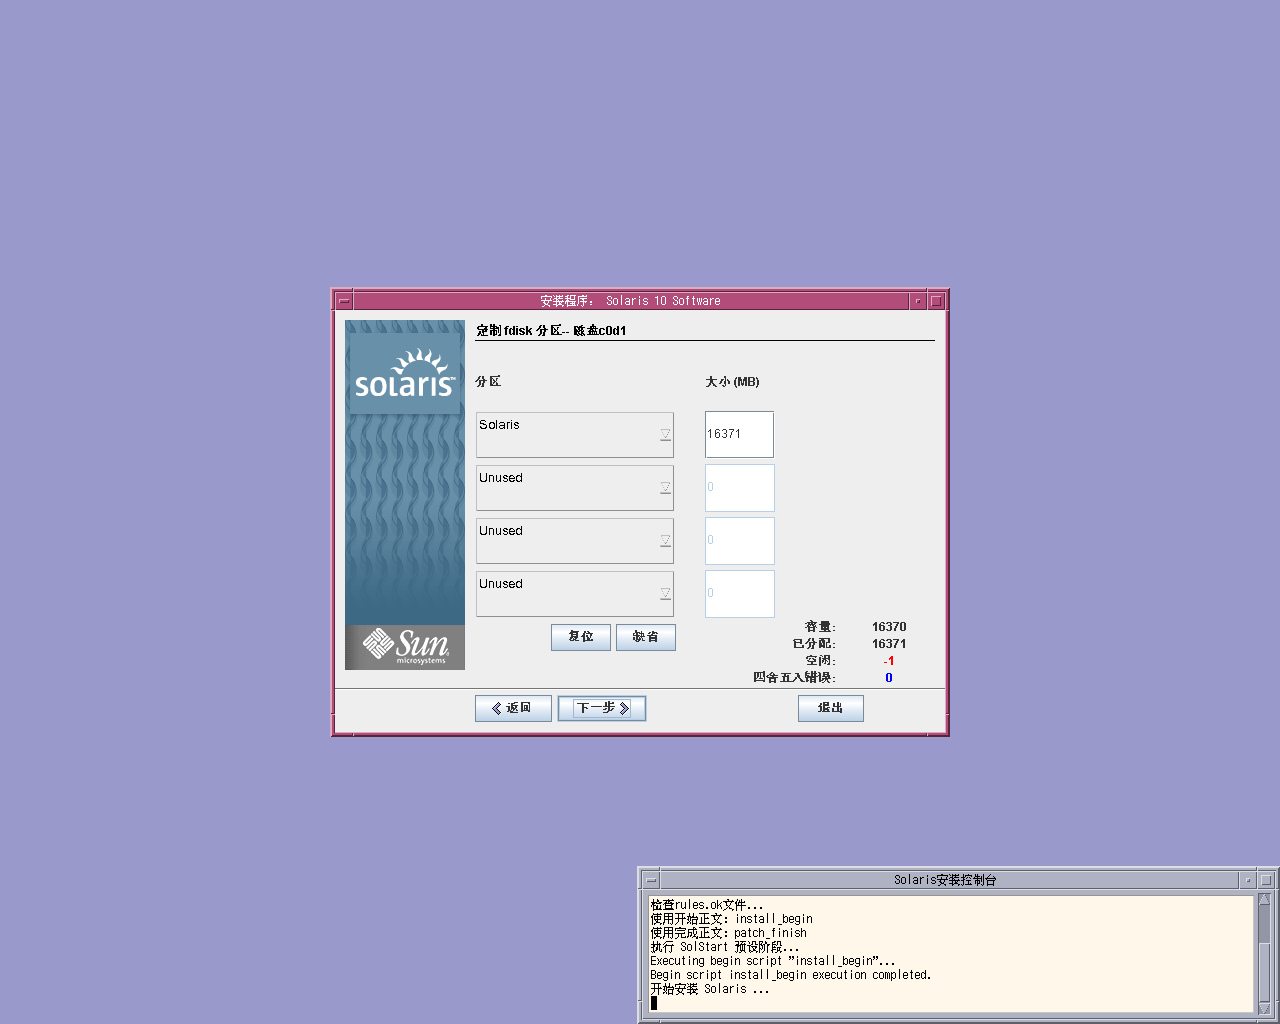 安装程序： Solaris 10 Software
定制 fdisk 分区-- 磁盘c0d1
solaris™
分区 大小 (MB)
Solaris 16371
Unused 0
Unused 0
Unused 0
复位 缺省
容量: 16370
已分配: 16371
空闲: -1
四舍五入错误: 0
Sun
microsystems
返回 下一步 退出
Solaris安装控制台
检查rules.ok文件...
使用开始正文: install_begin
使用完成正文: patch_finish
执行 SolStart 预设阶段...
Executing begin script "install_begin"...
Begin script install_begin execution completed.
开始安装 Solaris ...